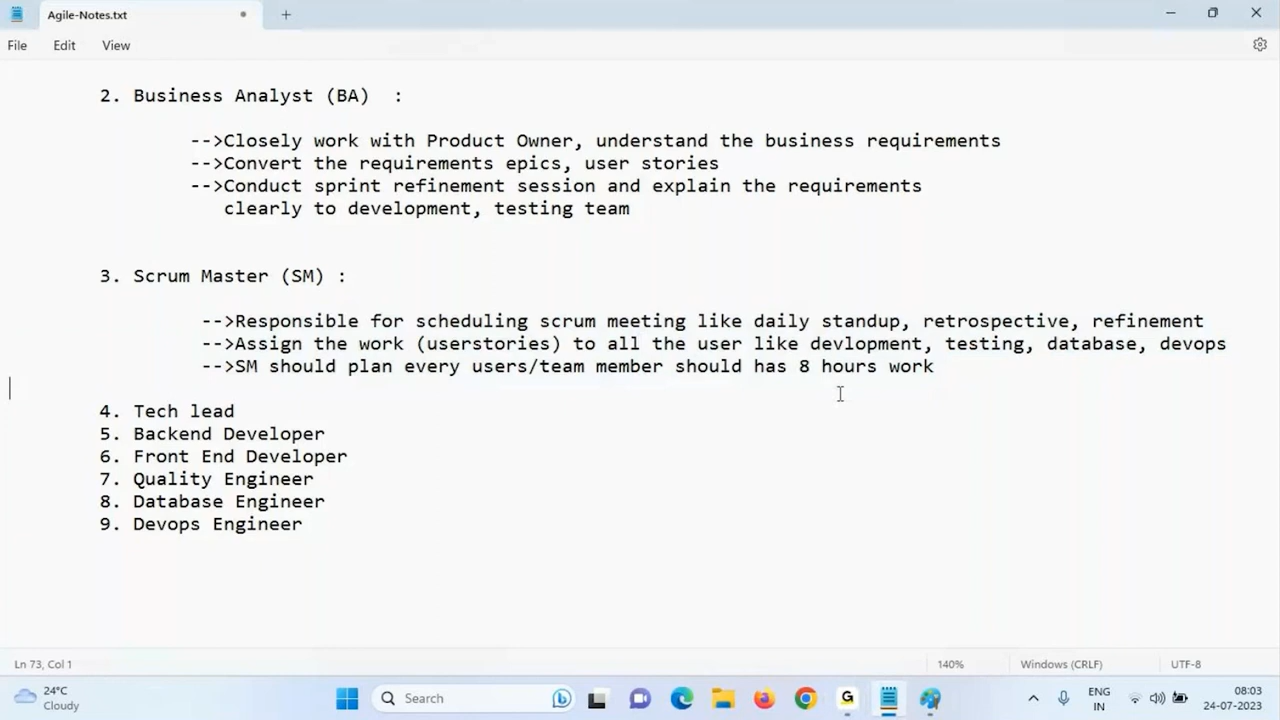 Agile-Notes.txt
File Edit View
2. Business Analyst (BA) :
-->Closely work with Product Owner, understand the business requirements
-->Convert the requirements epics, user stories
-->Conduct sprint refinement session and explain the requirements
clearly to development, testing team
3. Scrum Master (SM) :
-->Responsible for scheduling scrum meeting like daily standup, retrospective, refinement
-->Assign the work (userstories) to all the user like devlopment, testing, database, devops
-->SM should plan every users/team member should has 8 hours work
4. Tech lead
5. Backend Developer
6. Front End Developer
7. Quality Engineer
8. Database Engineer
9. Devops Engineer
Ln 73, Col 1 140% Windows (CRLF) UTF-8
24°C
Cloudy
Search
ENG
IN
08:03
24-07-2023